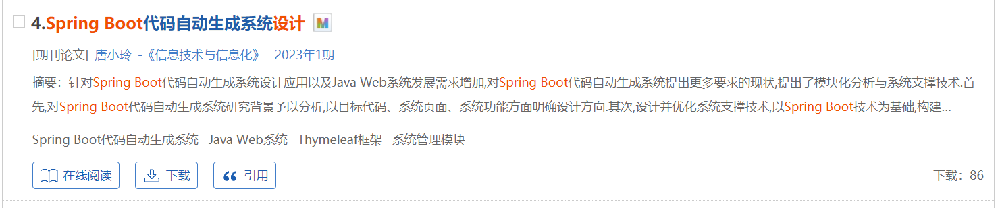 4.Spring Boot代码自动生成系统设计 M
[期刊论文] 唐小玲 -《信息技术与信息化》 2023年1期
摘要：针对Spring Boot代码自动生成系统设计应用以及Java Web系统发展需求增加,对Spring Boot代码自动生成系统提出更多要求的现状,提出了模块化分析与系统支撑技术.首
先,对Spring Boot代码自动生成系统研究背景予以分析,以目标代码、系统页面、系统功能方面明确设计方向.其次,设计并优化系统支撑技术,以Spring Boot技术为基础,构建...
Spring Boot代码自动生成系统 Java Web系统 Thymeleaf框架 系统管理模块
在线阅读 下载 引用 下载：86